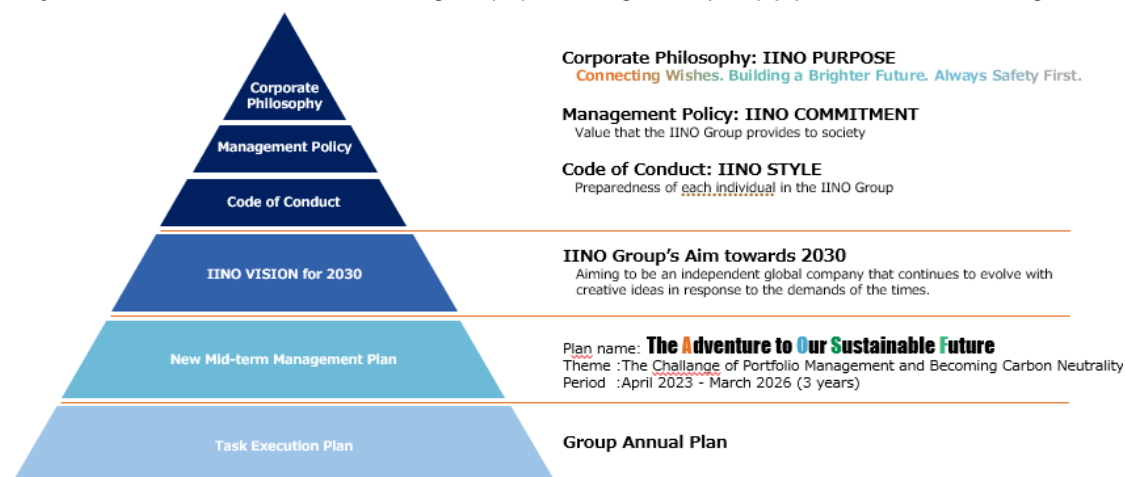 Corporate
Philosophy
Management Policy
Code of Conduct
IINO VISION for 2030
New Mid-term Management Plan
Task Execution Plan
Corporate Philosophy: IINO PURPOSE
Connecting Wishes. Building a Brighter Future. Always Safety First.
Management Policy: IINO COMMITMENT
Value that the IINO Group provides to society
Code of Conduct: IINO STYLE
Preparedness of each individual in the IINO Group
IINO Group's Aim towards 2030
Aiming to be an independent global company that continues to evolve with
creative ideas in response to the demands of the times.
Plan name: The Adventure to Our Sustainable Future
Theme :The Challange of Portfolio Management and Becoming Carbon Neutrality
Period :April 2023 - March 2026 (3 years)
Group Annual Plan